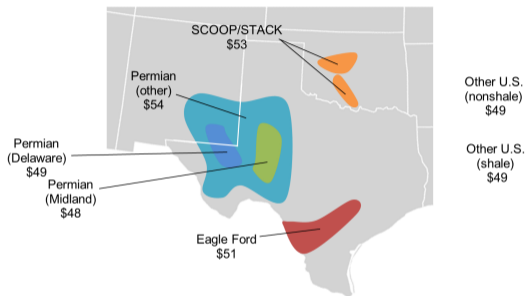 SCOOP/STACK
$53
Permian
(other)
$54
Other U.S.
(nonshale)
$49
Permian
(Delaware)
$49
Other U.S.
(shale)
$49
Permian
(Midland)
$48
Eagle Ford
$51